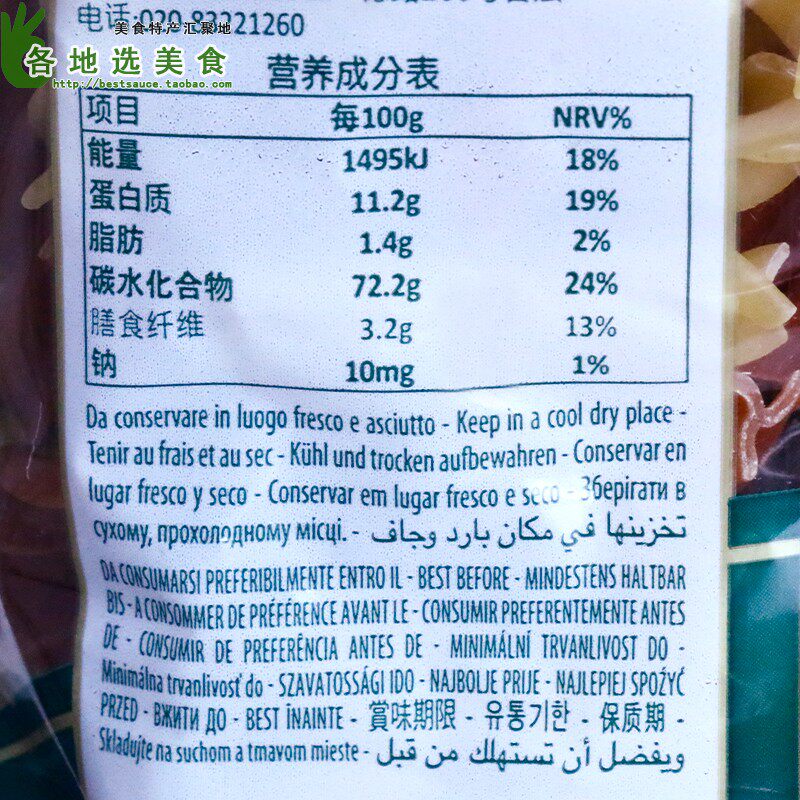 电话:020-82221260
美食特产汇聚地
各地选美食
http://bestsauce.taobao.com
营养成分表
项目 每100g NRV%
能量 1495kJ 18%
蛋白质 11.2g 19%
脂肪 1.4g 2%
碳水化合物 72.2g 24%
膳食纤维 3.2g 13%
钠 10mg 1%
Da conservare in luogo fresco e asciutto - Keep in a cool dry place -
Tenir au frais et au sec - Kühl und trocken aufbewahren - Conservar en
lugar fresco y seco - Conservar em lugar fresco e seco - Зберігати в
сухому, прохолодному місці. - تخزينها في مكان بارد وجاف
DA CONSUMARSI PREFERIBILMENTE ENTRO IL - BEST BEFORE - MINDESTENS HALTBAR
BIS - A CONSOMMER DE PRÉFÉRENCE AVANT LE - CONSUMIR PREFERENTEMENTE ANTES
DE - CONSUMIR DE PREFERÊNCIA ANTES DE - MINIMÁLNÍ TRVANLIVOST DO -
Minimálna trvanlivosť do - SZAVATOSSÁGI IDO - NAJBOLJE PRIJE - NAJLEPIEJ SPOŻYĆ
PRZED - ВЖИТИ ДО - BEST ÎNAINTE - 賞味期限 - 유통기한 - 保质期 -
Skladujte na suchom a tmavom mieste - ويفضل أن تستهلك من قبل